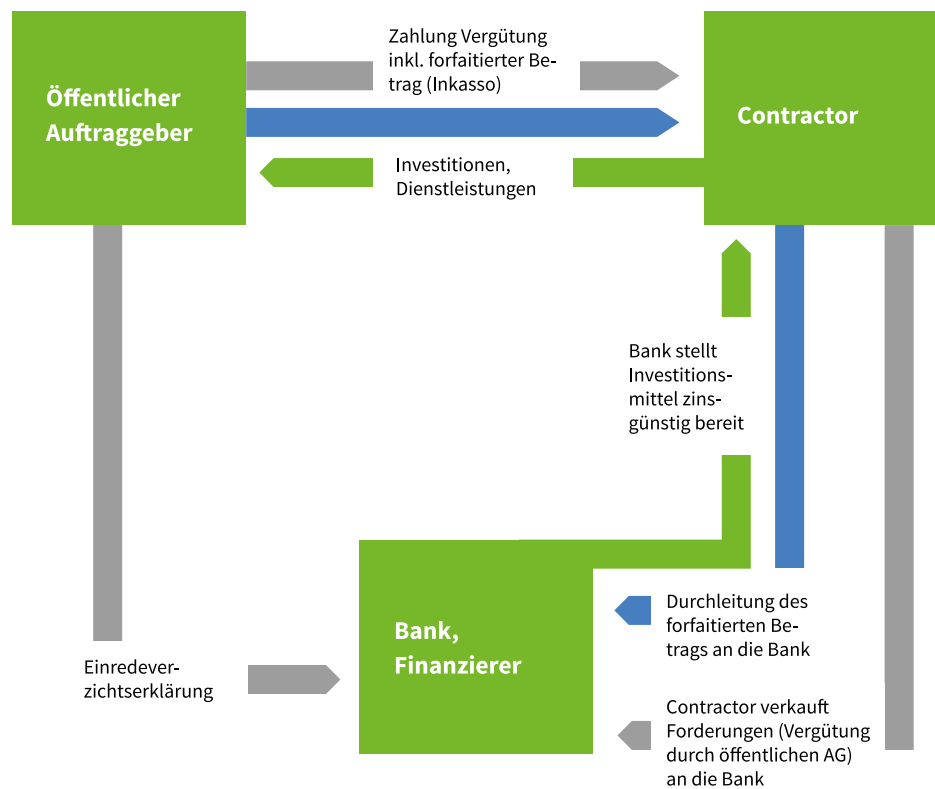 Öffentlicher
Auftraggeber
Zahlung Vergütung
inkl. forfaitierter Be-
trag (Inkasso)
Contractor
Investitionen,
Dienstleistungen
Bank stellt
Investitions-
mittel zins-
günstig bereit
Bank,
Finanzierer
Durchleitung des
forfaitierten Be-
trags an die Bank
Einredever-
zichtserklärung
Contractor verkauft
Forderungen (Vergütung
durch öffentlichen AG)
an die Bank